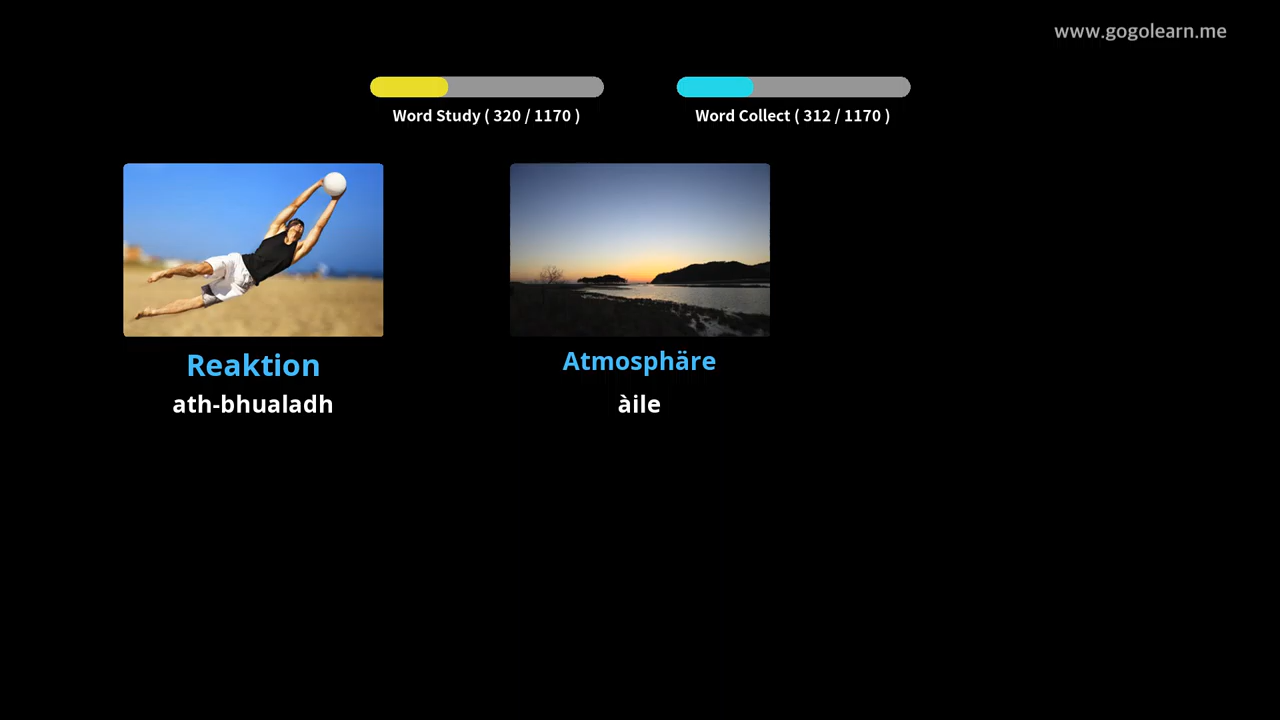 www.gogolearn.me
Word Study ( 320 / 1170 )
Word Collect ( 312 / 1170 )
Reaktion
ath-bhualadh
Atmosphäre
àile